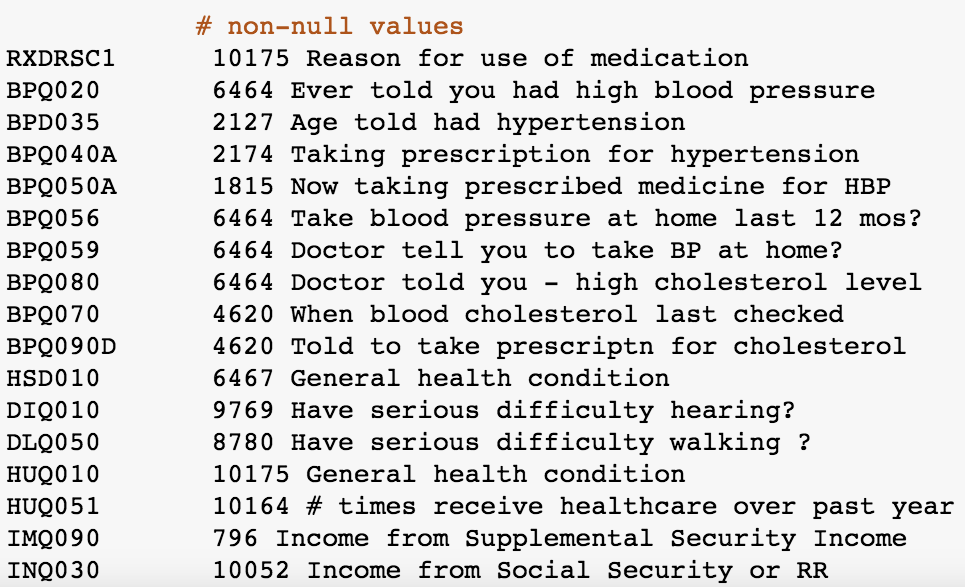 # non-null values
RXDRSC1 10175 Reason for use of medication
BPQ020 6464 Ever told you had high blood pressure
BPD035 2127 Age told had hypertension
BPQ040A 2174 Taking prescription for hypertension
BPQ050A 1815 Now taking prescribed medicine for HBP
BPQ056 6464 Take blood pressure at home last 12 mos?
BPQ059 6464 Doctor tell you to take BP at home?
BPQ080 6464 Doctor told you - high cholesterol level
BPQ070 4620 When blood cholesterol last checked
BPQ090D 4620 Told to take prescriptn for cholesterol
HSD010 6467 General health condition
DIQ010 9769 Have serious difficulty hearing?
DLQ050 8780 Have serious difficulty walking ?
HUQ010 10175 General health condition
HUQ051 10164 # times receive healthcare over past year
IMQ090 796 Income from Supplemental Security Income
INQ030 10052 Income from Social Security or RR